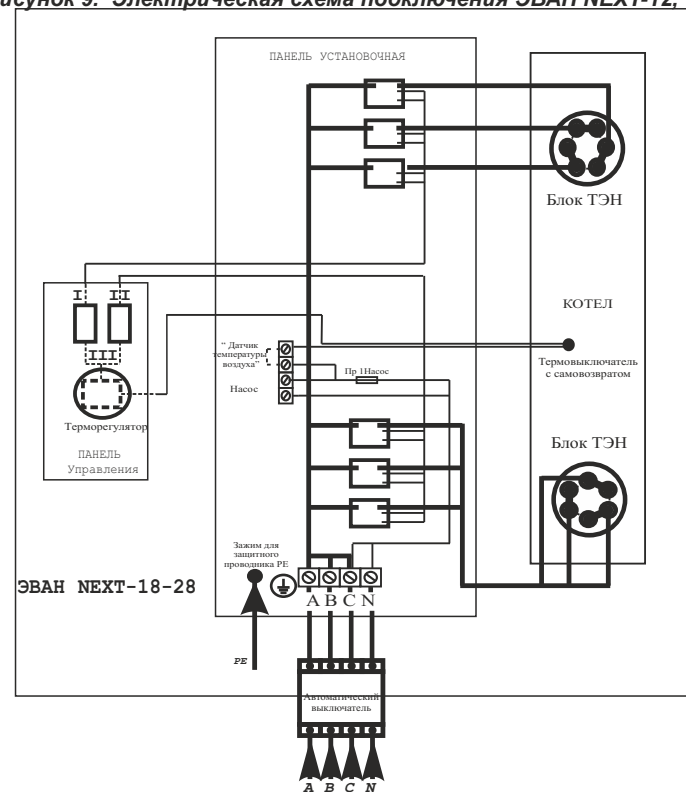 исунок 9. Электрическая схема подключения ЭВАН NEXT-12,
ПАНЕЛЬ УСТАНОВОЧНАЯ
Блок ТЭН
I
II
III
КОТЕЛ
“ Датчик
температуры
воздуха”
Пр 1Насос
Насос
Термовыключатель
с самовозвратом
Терморегулятор
ПАНЕЛЬ
Управления
Блок ТЭН
Зажим для
защитного
проводника PE
ЭВАН NEXT-18-28
A B C N
PE
Автоматический
выключатель
A B C N